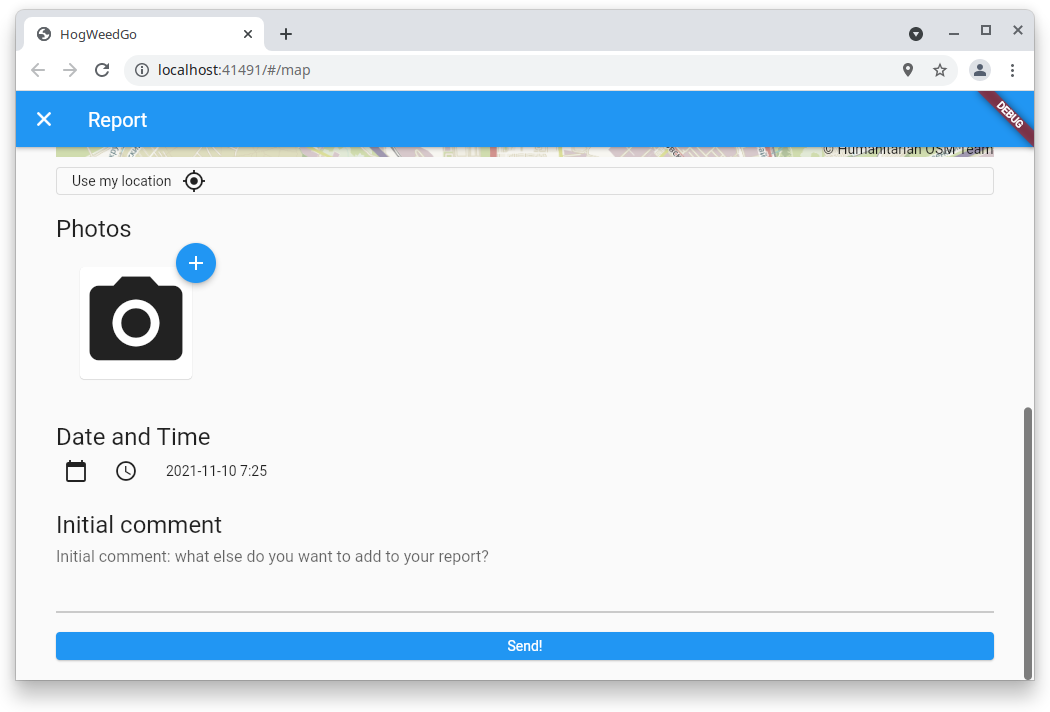 HogWeedGo
localhost:41491/#/map
Report
DEBUG
© Humanitarian OSM Team
Use my location
Photos
Date and Time
2021-11-10 7:25
Initial comment
Initial comment: what else do you want to add to your report?
Send!